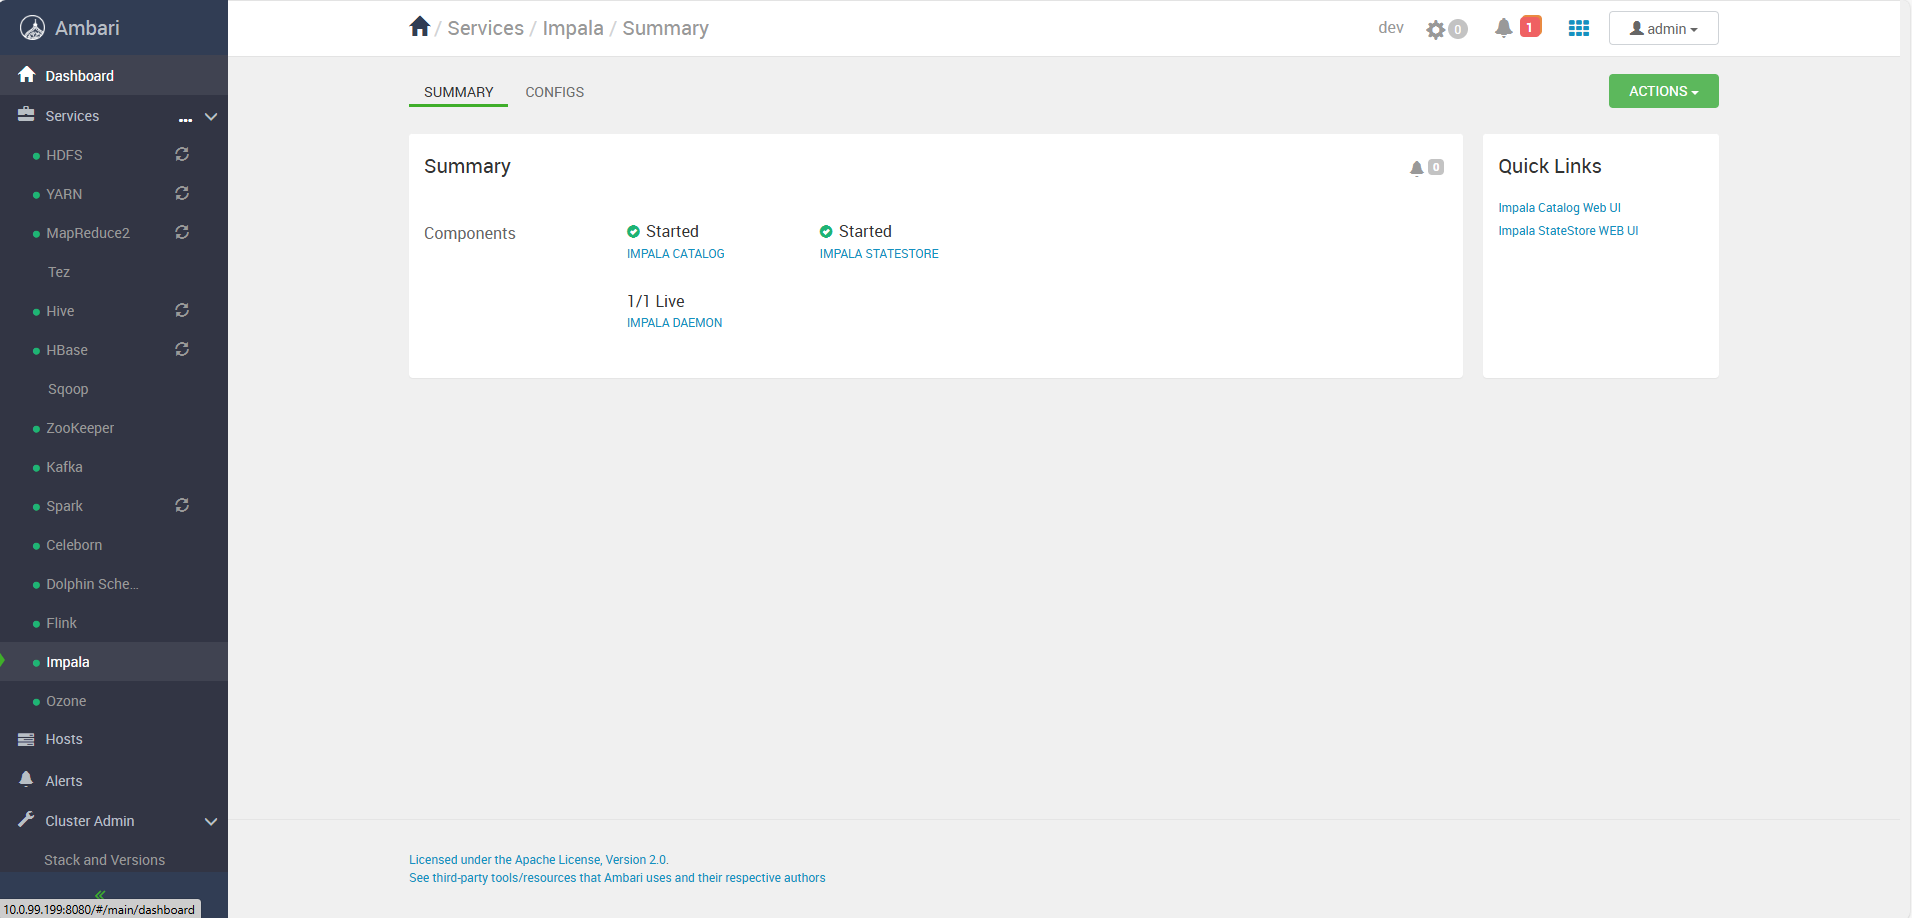 Ambari
Dashboard
Services
...
HDFS
YARN
MapReduce2
Tez
Hive
HBase
Sqoop
ZooKeeper
Kafka
Spark
Celeborn
Dolphin Sche...
Flink
Impala
Ozone
Hosts
Alerts
Cluster Admin
Stack and Versions
«
10.0.99.199:8080/#/main/dashboard
/ Services / Impala / Summary
dev 0 1 admin
SUMMARY CONFIGS
ACTIONS
Summary
0
Components
Started
IMPALA CATALOG
Started
IMPALA STATESTORE
1/1 Live
IMPALA DAEMON
Quick Links
Impala Catalog Web UI
Impala StateStore WEB UI
Licensed under the Apache License, Version 2.0.
See third-party tools/resources that Ambari uses and their respective authors